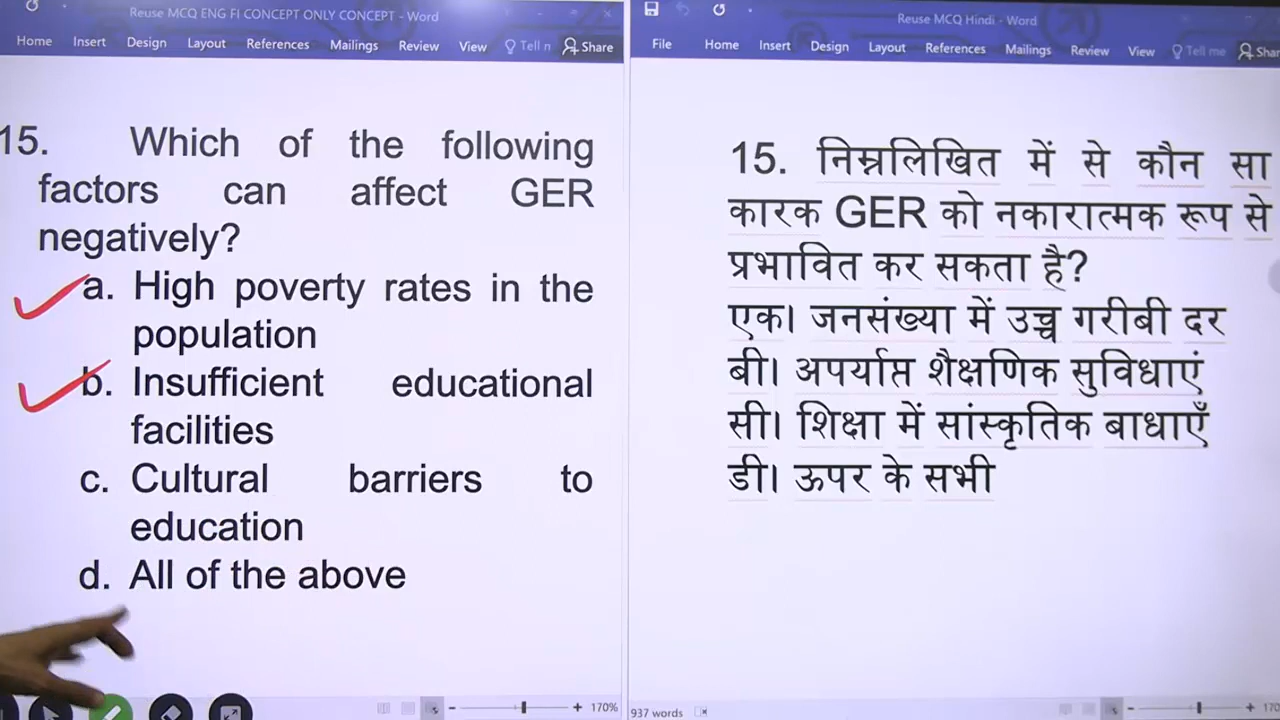 Reuse MCQ ENG FI CONCEPT ONLY CONCEPT - Word
Home Insert Design Layout References Mailings Review View Tell n Share
15. Which of the following
factors can affect GER
negatively?
a. High poverty rates in the
population
b. Insufficient educational
facilities
c. Cultural barriers to
education
d. All of the above
170%
Reuse MCQ Hindi - Word
File Home Insert Design Layout References Mailings Review View Tell me Shar
15. निम्नलिखित में से कौन सा
कारक GER को नकारात्मक रूप से
प्रभावित कर सकता है?
एक। जनसंख्या में उच्च गरीबी दर
बी। अपर्याप्त शैक्षणिक सुविधाएं
सी। शिक्षा में सांस्कृतिक बाधाएँ
डी। ऊपर के सभी
937 words